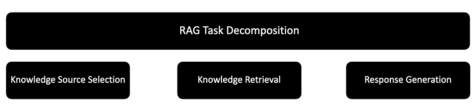 RAG Task Decomposition
Knowledge Source Selection
Knowledge Retrieval
Response Generation